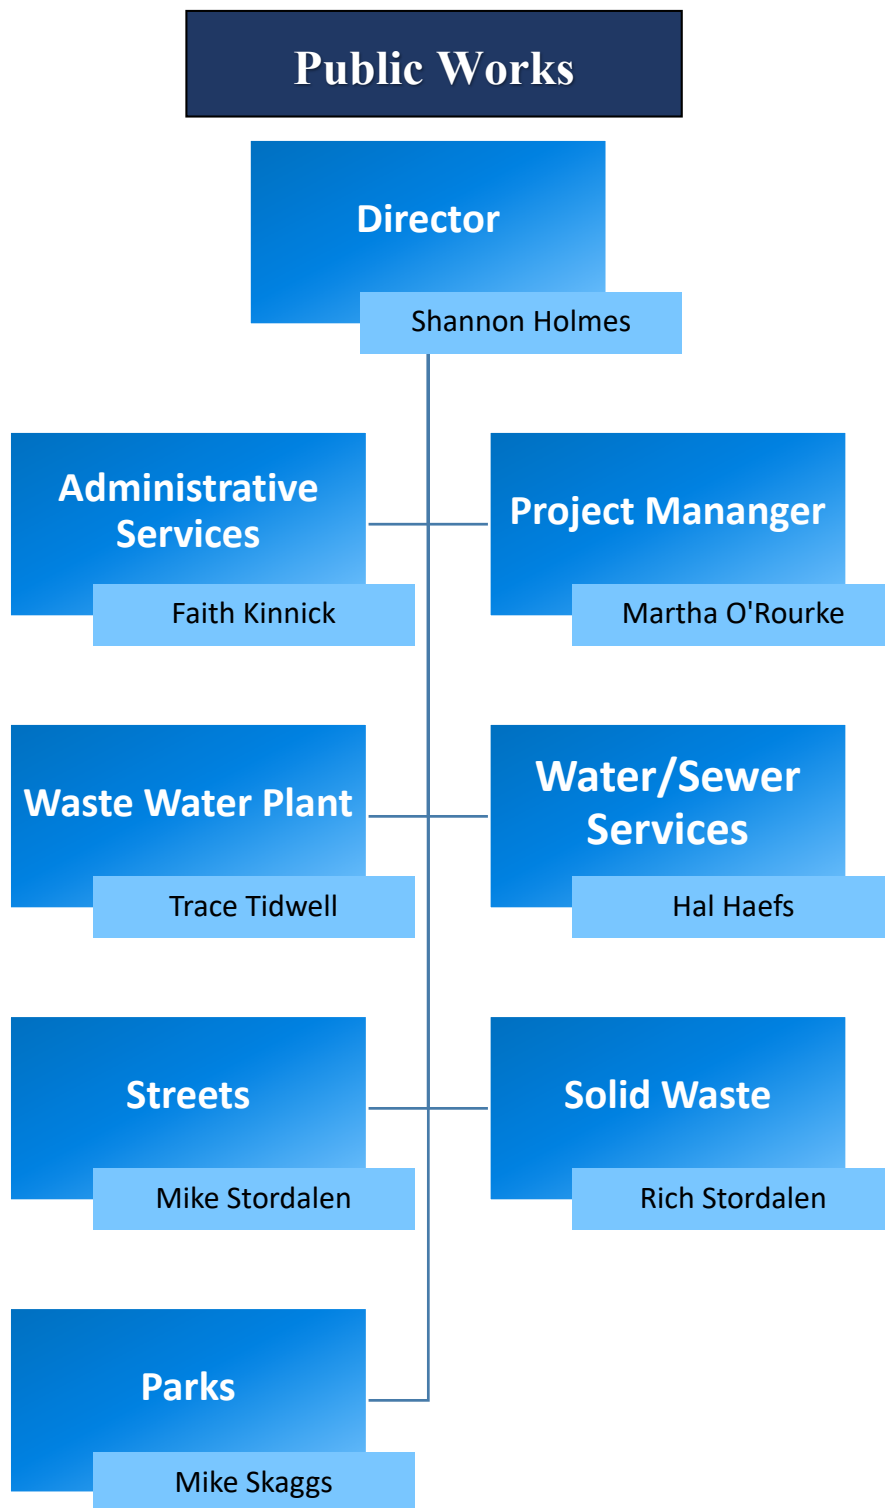 Public Works
Director
Shannon Holmes
Administrative
Services
Faith Kinnick
Project Mananger
Martha O'Rourke
Waste Water Plant
Trace Tidwell
Water/Sewer
Services
Hal Haefs
Streets
Mike Stordalen
Solid Waste
Rich Stordalen
Parks
Mike Skaggs